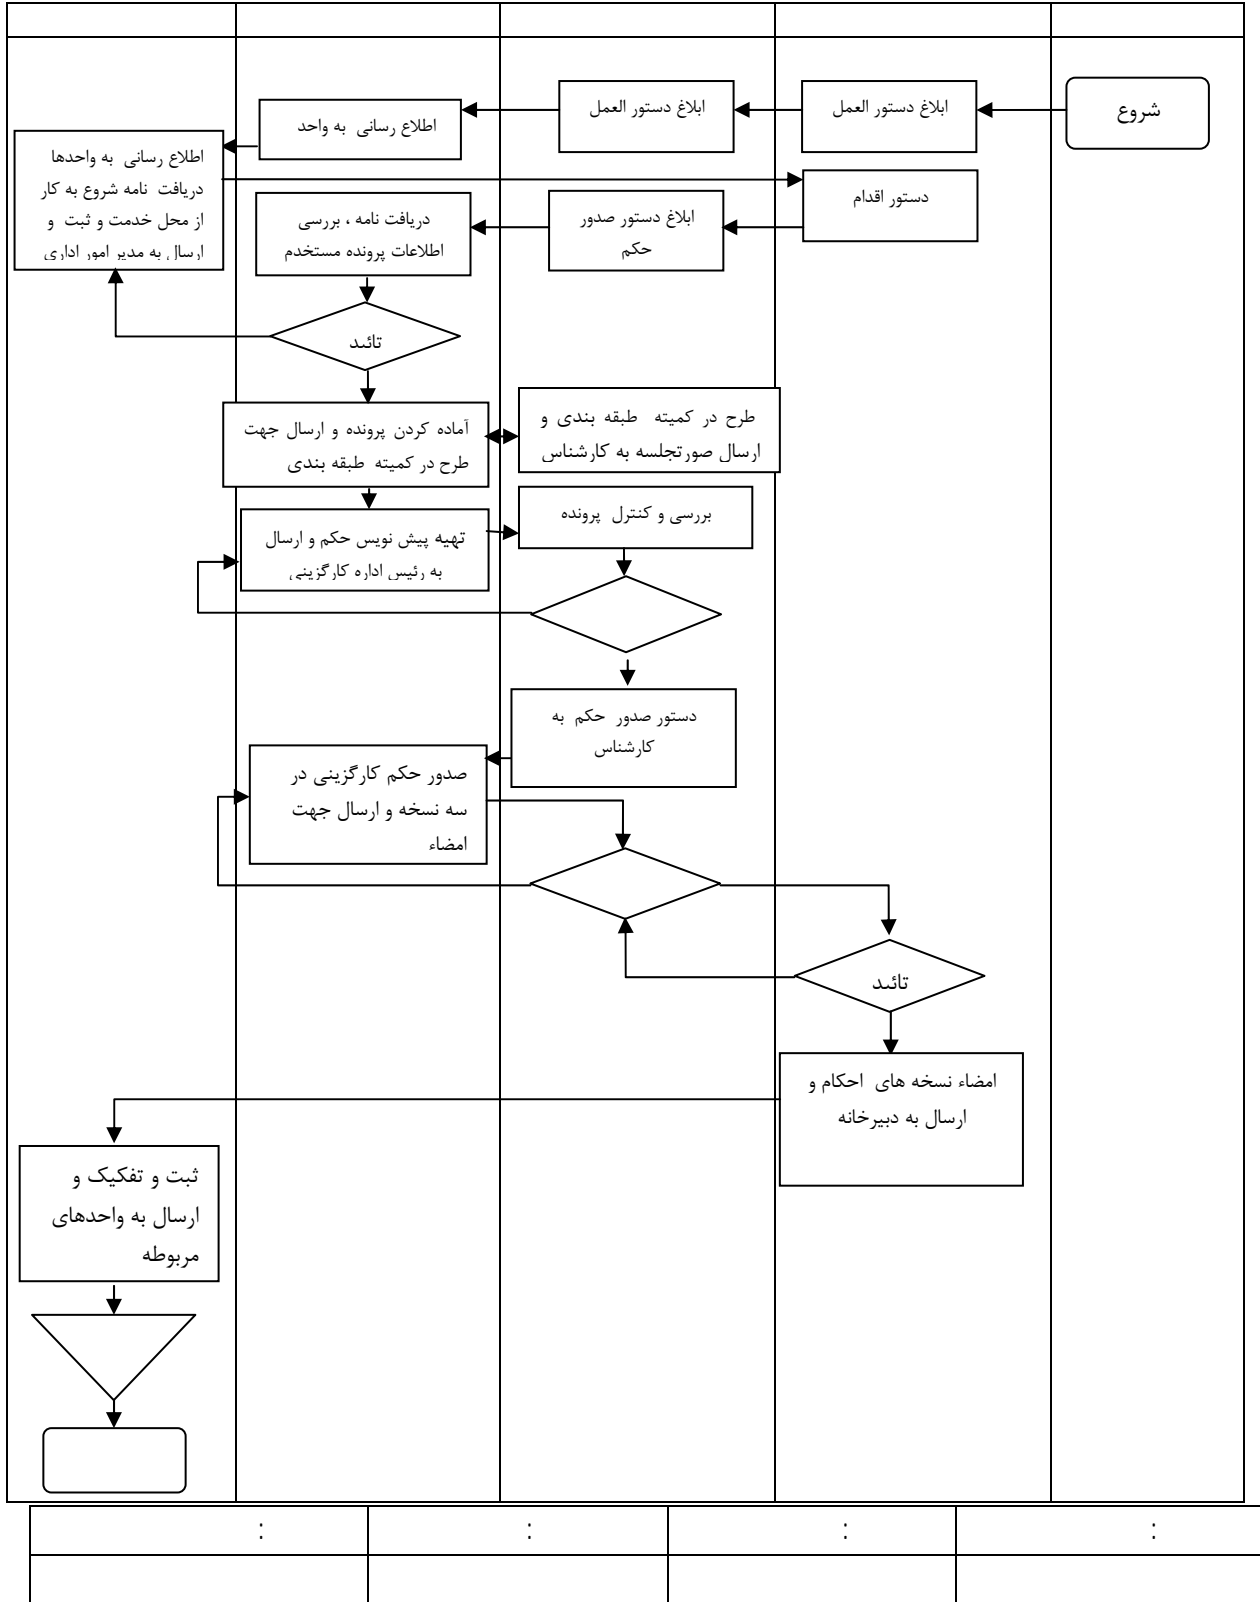 شروع
ابلاغ دستور العمل
ابلاغ دستور العمل
اطلاع رسانی به واحد
اطلاع رسانی به واحدها
دریافت نامه شروع به کار
از محل خدمت و ثبت و
ارسال به مدیر امور اداری
دستور اقدام
ابلاغ دستور صدور
حکم
دریافت نامه ، بررسی
اطلاعات پرونده مستخدم
تائید
آماده کردن پرونده و ارسال جهت
طرح در کمیته طبقه بندی
طرح در کمیته طبقه بندی و
ارسال صورتجلسه به کارشناس
تهیه پیش نویس حکم و ارسال
به رئیس اداره کارگزینی
بررسی و کنترل پرونده
دستور صدور حکم به
کارشناس
صدور حکم کارگزینی در
سه نسخه و ارسال جهت
امضاء
تائید
امضاء نسخه های احکام و
ارسال به دبیرخانه
ثبت و تفکیک و
ارسال به واحدهای
مربوطه
: : : :